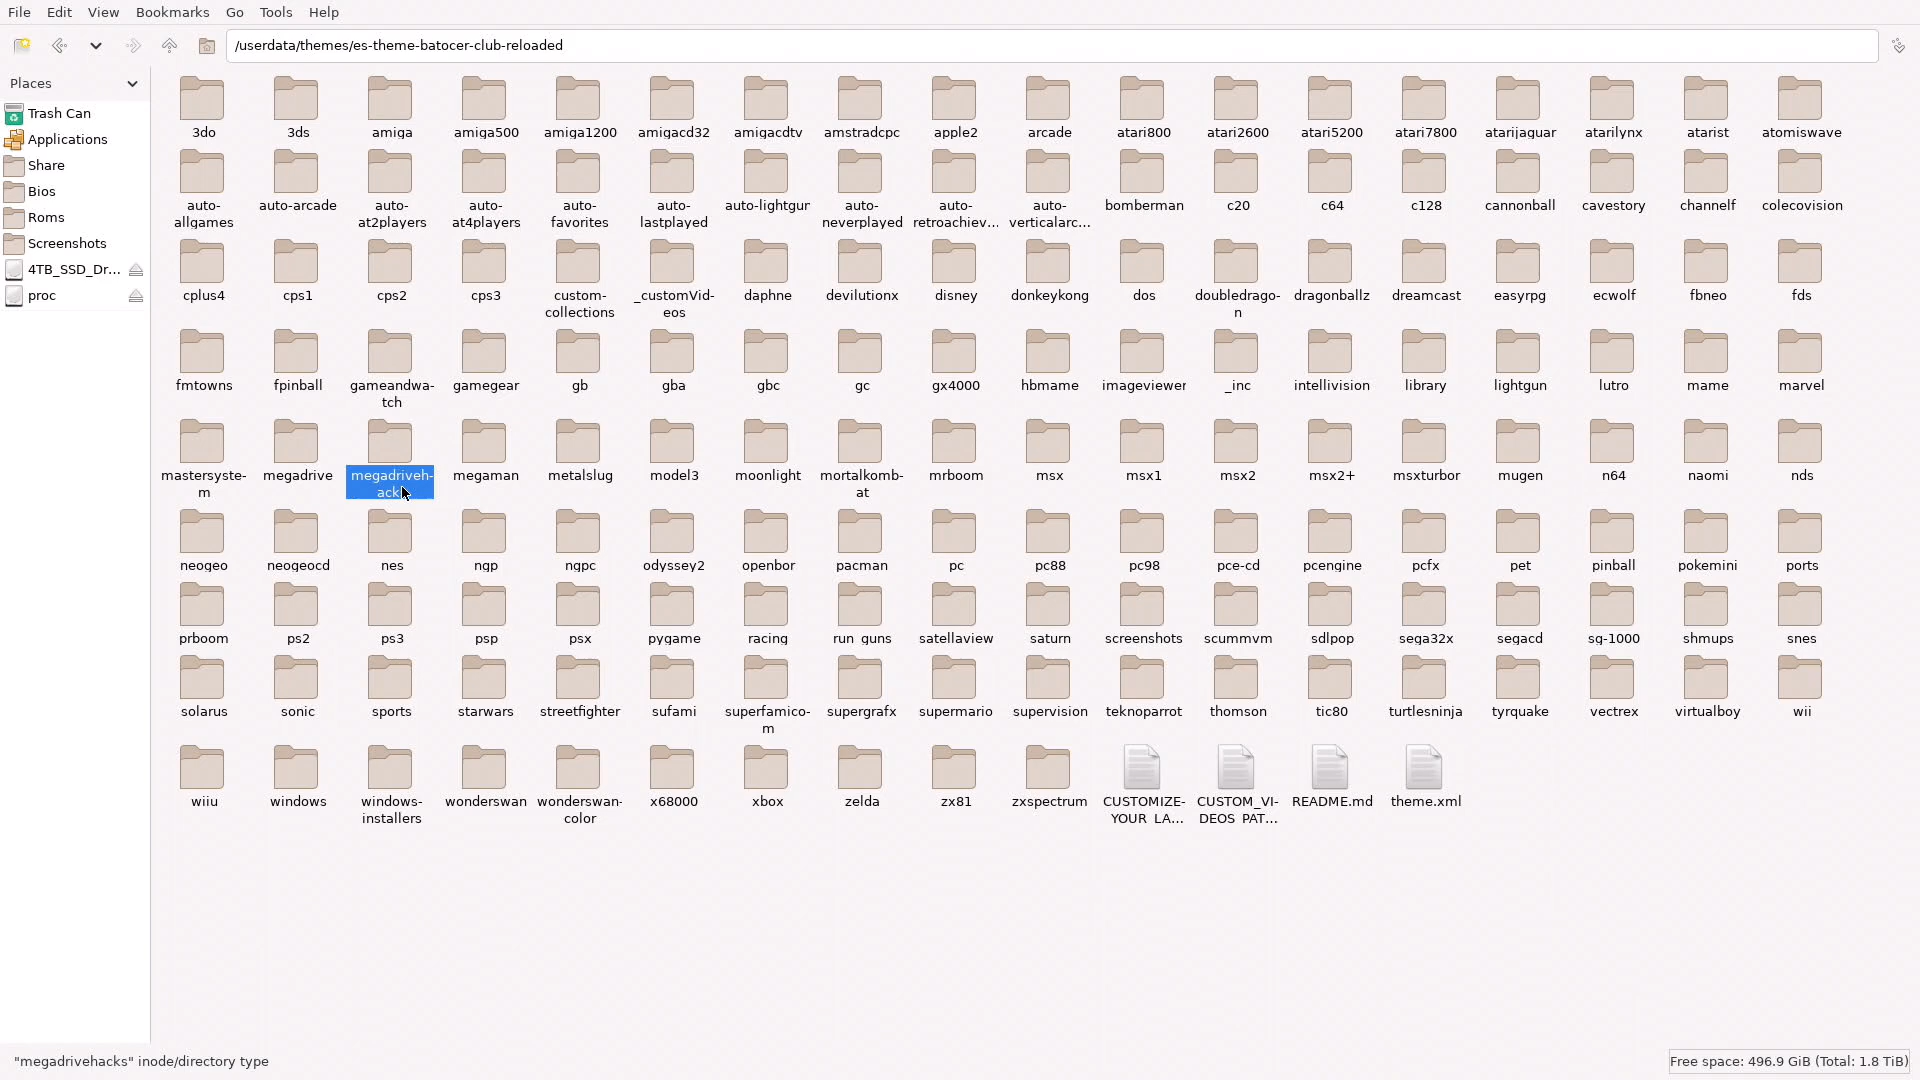 File Edit View Bookmarks Go Tools Help
/userdata/themes/es-theme-batocer-club-reloaded
Places
Trash Can
Applications
Share
Bios
Roms
Screenshots
4TB_SSD_Dr...
proc
3do 3ds amiga amiga500 amiga1200 amigacd32 amigacdtv amstradcpc apple2 arcade atari800 atari2600 atari5200 atari7800 atarijaguar atarilynx atarist atomiswave
auto-allgames auto-arcade auto-at2players auto-at4players auto-favorites auto-lastplayed auto-lightgun auto-neverplayed auto-retroachiev... auto-verticalarc... bomberman c20 c64 c128 cannonball cavestory channelf colecovision
cplus4 cps1 cps2 cps3 custom-collections _customVid-eos daphne devilutionx disney donkeykong dos doubledrago-n dragonballz dreamcast easyrpg ecwolf fbneo fds
fmtowns fpinball gameandwa-tch gamegear gb gba gbc gc gx4000 hbmame imageviewer _inc intellivision library lightgun lutro mame marvel
mastersyste-m megadrive megadriveh-acks megaman metalslug model3 moonlight mortalkomb-at mrboom msx msx1 msx2 msx2+ msxturbor mugen n64 naomi nds
neogeo neogeocd nes ngp ngpc odyssey2 openbor pacman pc pc88 pc98 pce-cd pcengine pcfx pet pinball pokemini ports
prboom ps2 ps3 psp psx pygame racing run_guns satellaview saturn screenshots scummvm sdlpop sega32x segacd sg-1000 shmups snes
solarus sonic sports starwars streetfighter sufami superfamico-m supergrafx supermario supervision teknoparrot thomson tic80 turtlesninja tyrquake vectrex virtualboy wii
wiiu windows windows-installers wonderswan wonderswan-color x68000 xbox zelda zx81 zxspectrum CUSTOMIZE-YOUR_LA... CUSTOM_VI-DEOS_PAT... README.md theme.xml
"megadrivehacks" inode/directory type
Free space: 496.9 GiB (Total: 1.8 TiB)